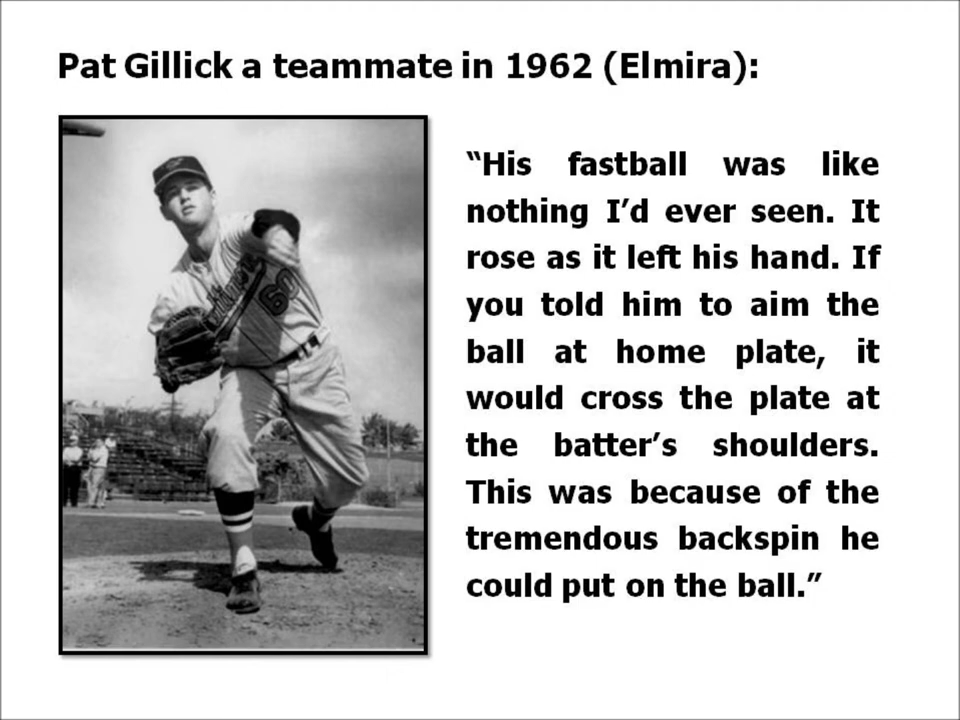 Pat Gillick a teammate in 1962 (Elmira):
“His fastball was like
nothing I’d ever seen. It
rose as it left his hand. If
you told him to aim the
ball at home plate, it
would cross the plate at
the batter’s shoulders.
This was because of the
tremendous backspin he
could put on the ball.”